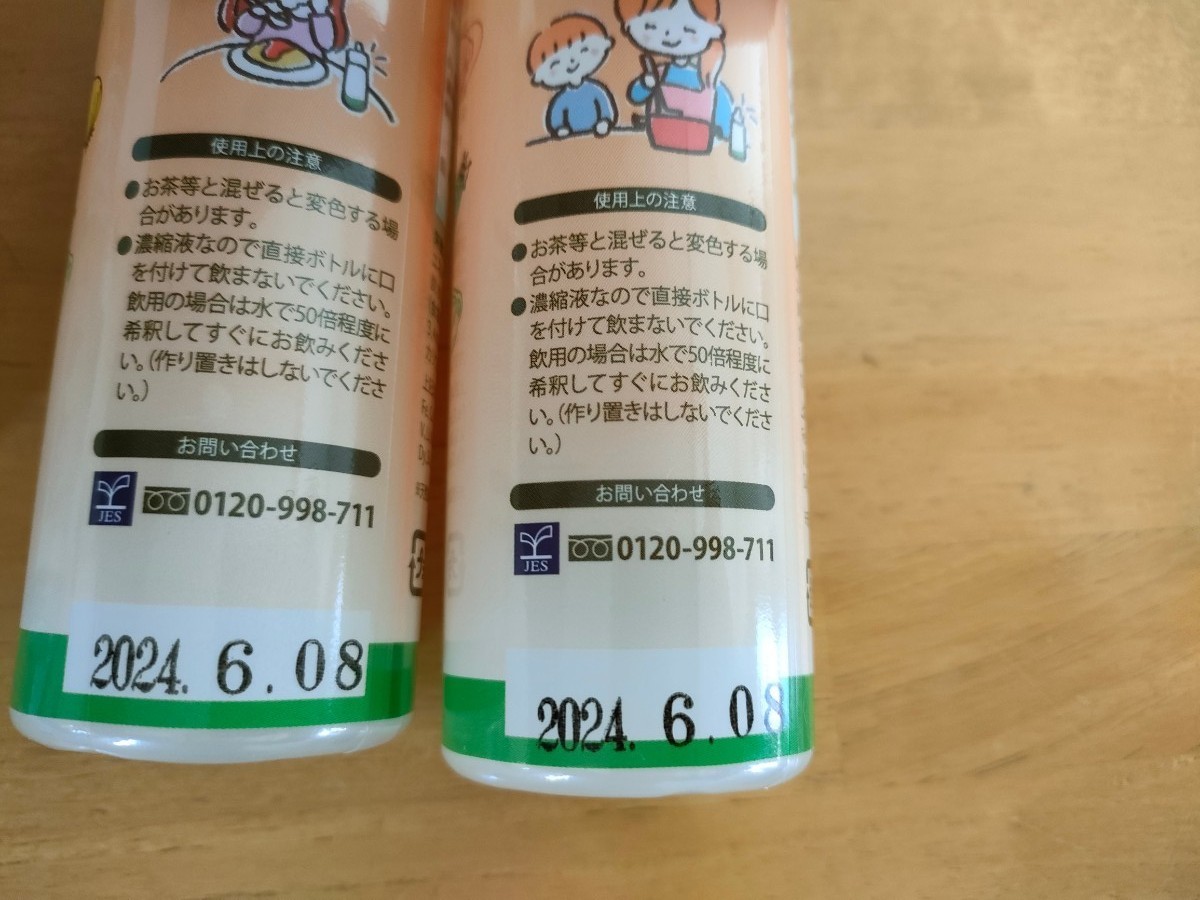 使用上の注意
●お茶等と混ぜると変色する場
合があります。
●濃縮液なので直接ボトルに口
を付けて飲まないでください。
飲用の場合は水で50倍程度に
希釈してすぐにお飲みくださ
い。(作り置きはしないでくださ
い。)
お問い合わせ
JES 0120-998-711
2024. 6. 08
使用上の注意
●お茶等と混ぜると変色する場
合があります。
●濃縮液なので直接ボトルに口
を付けて飲まないでください。
飲用の場合は水で50倍程度に
希釈してすぐにお飲みくださ
い。(作り置きはしないでくださ
い。)
お問い合わせ
JES 0120-998-711
2024. 6. 08